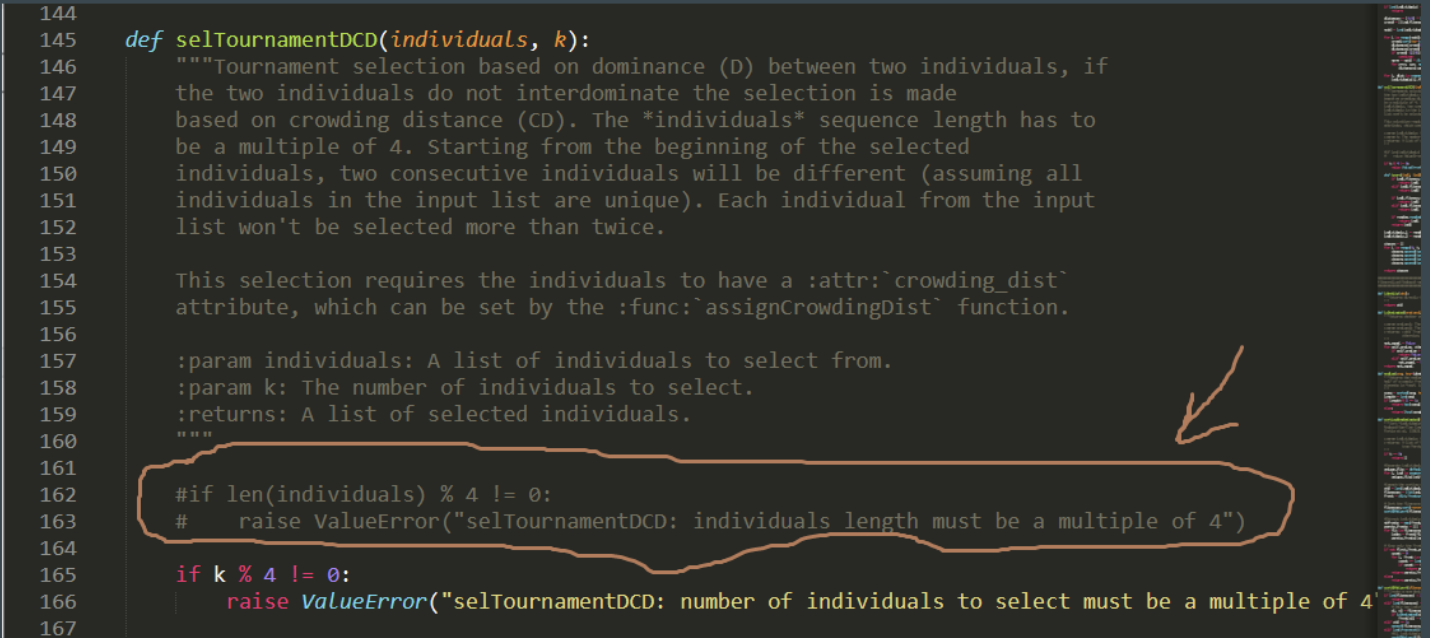 144
145 def selTournamentDCD(individuals, k):
146 """Tournament selection based on dominance (D) between two individuals, if
147 the two individuals do not interdominate the selection is made
148 based on crowding distance (CD). The *individuals* sequence length has to
149 be a multiple of 4. Starting from the beginning of the selected
150 individuals, two consecutive individuals will be different (assuming all
151 individuals in the input list are unique). Each individual from the input
152 list won't be selected more than twice.
153
154 This selection requires the individuals to have a :attr:`crowding_dist`
155 attribute, which can be set by the :func:`assignCrowdingDist` function.
156
157 :param individuals: A list of individuals to select from.
158 :param k: The number of individuals to select.
159 :returns: A list of selected individuals.
160 """
161
162 #if len(individuals) % 4 != 0:
163 #    raise ValueError("selTournamentDCD: individuals length must be a multiple of 4")
164
165 if k % 4 != 0:
166 raise ValueError("selTournamentDCD: number of individuals to select must be a multiple of 4
167